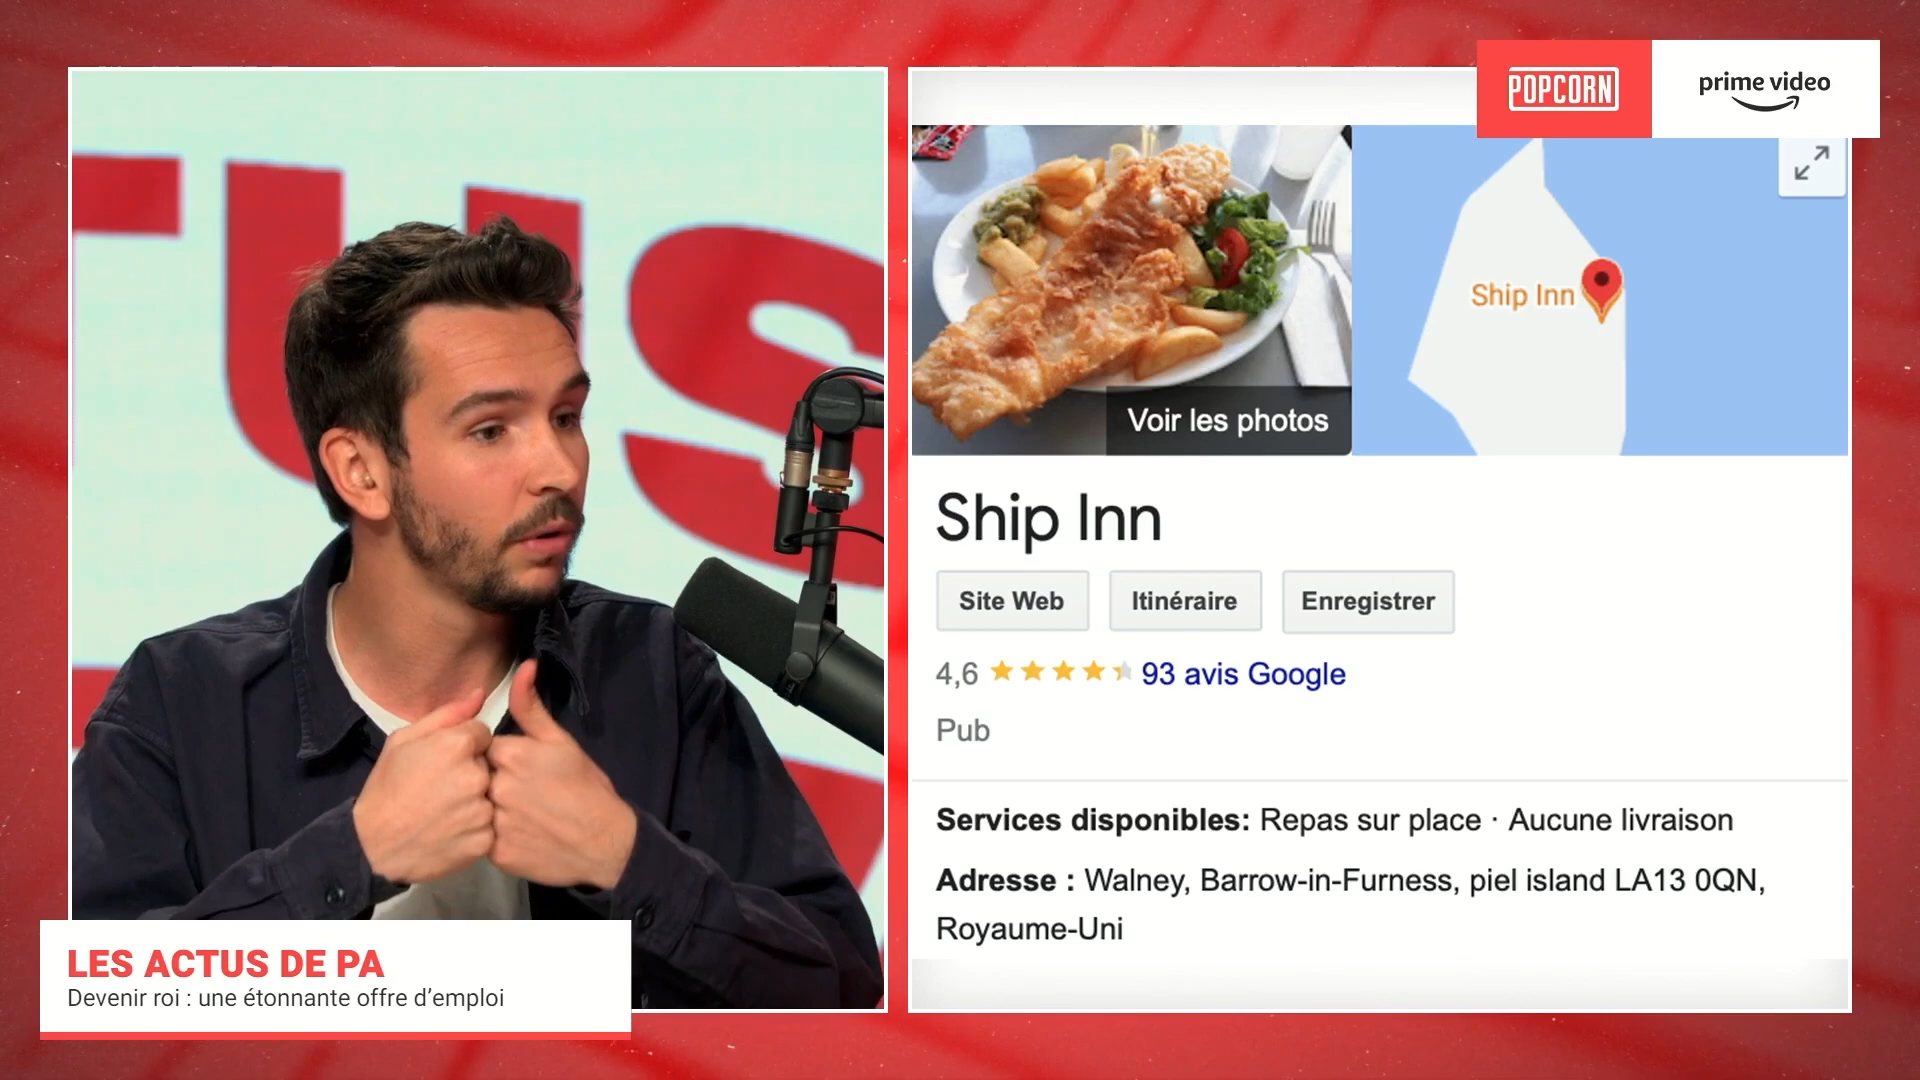 TUS
POPCORN
prime video
Ship Inn
Voir les photos
Ship Inn
Site Web
Itinéraire
Enregistrer
4,6
93 avis Google
Pub
Services disponibles: Repas sur place · Aucune livraison
Adresse : Walney, Barrow-in-Furness, piel island LA13 0QN,
Royaume-Uni
LES ACTUS DE PA
Devenir roi : une étonnante offre d’emploi